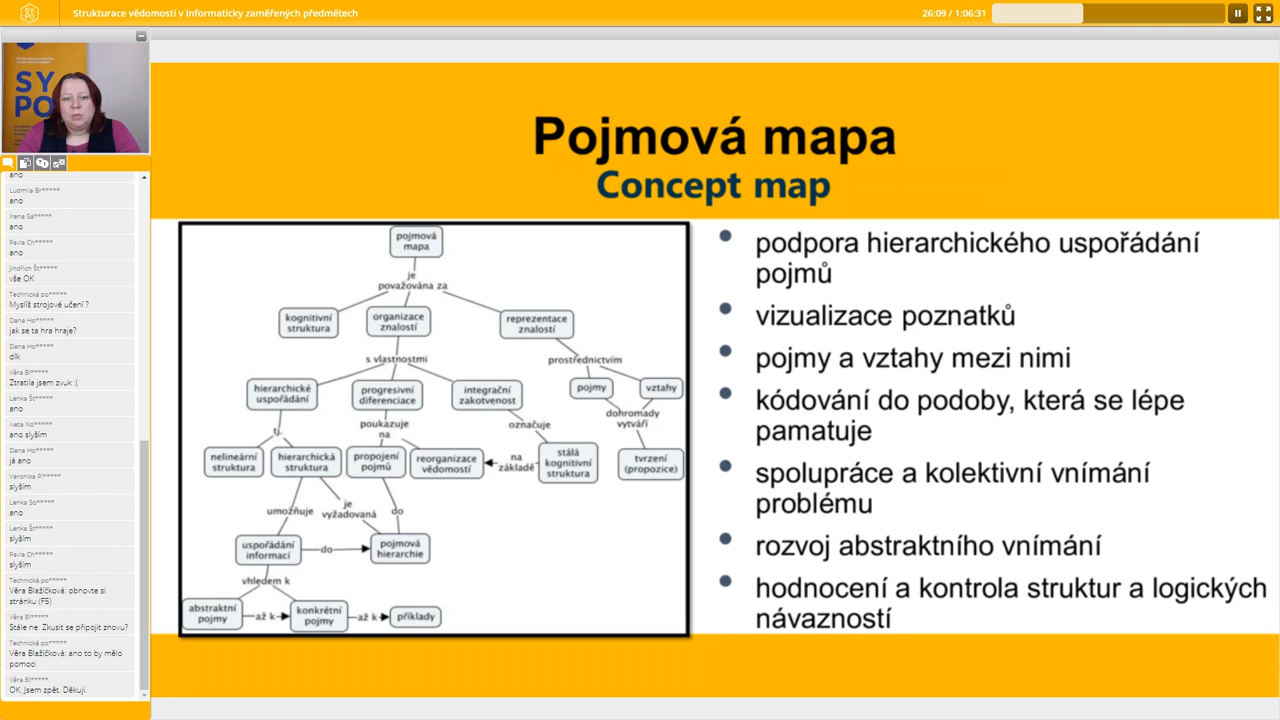 SY
PO
Strukturace vědomostí v informaticky zaměřených předmětech
26:09 / 1:06:31
SY
PO
ano
Ludmila Br*****
ano
Irena Sa*****
ano
Pavla Ch*****
ano
Jindřich Št*****
vše OK
Technická po*****
Myslíš strojové učení ?
Dana Ho*****
jak se ta hra hraje?
Dana Ho*****
dík
Věra Bl*****
Ztratila jsem zvuk :(
Lenka Št*****
ano
Iveta No*****
ano slyším
Dana Ho*****
já ano
Veronika Pí*****
slyším
Lenka So*****
ano
Lenka Št*****
slyším
Pavla Ch*****
slyším
Technická po*****
Věra Blažíčková: obnovte si
stránku (F5)
Věra Bl*****
Stále ne. Zkusit se připojit znovu?
Technická po*****
Věra Blažíčková: ano to by mělo
pomoci
Věra Bl*****
OK. Jsem zpět. Děkuji.
Pojmová mapa
Concept map
pojmová
mapa
je
považována za
kognitivní
struktura
organizace
znalostí
reprezentace
znalostí
s vlastnostmi
prostřednictvím
hierarchické
uspořádání
progresivní
diferenciace
integrační
zakotvenost
pojmy
vztahy
tj.
poukazuje
na
označuje
dohromady
vytváří
nelineární
struktura
hierarchická
struktura
propojení
pojmů
reorganizace
vědomostí
na
základě
stálá
kognitivní
struktura
tvrzení
(propozice)
umožňuje
je
vyžadovaná
do
uspořádání
informací
do
pojmová
hierarchie
vhledem k
abstraktní
pojmy
až k
konkrétní
pojmy
až k
příklady
podpora hierarchického uspořádání
pojmů
vizualizace poznatků
pojmy a vztahy mezi nimi
kódování do podoby, která se lépe
pamatuje
spolupráce a kolektivní vnímání
problému
rozvoj abstraktního vnímání
hodnocení a kontrola struktur a logických
návazností